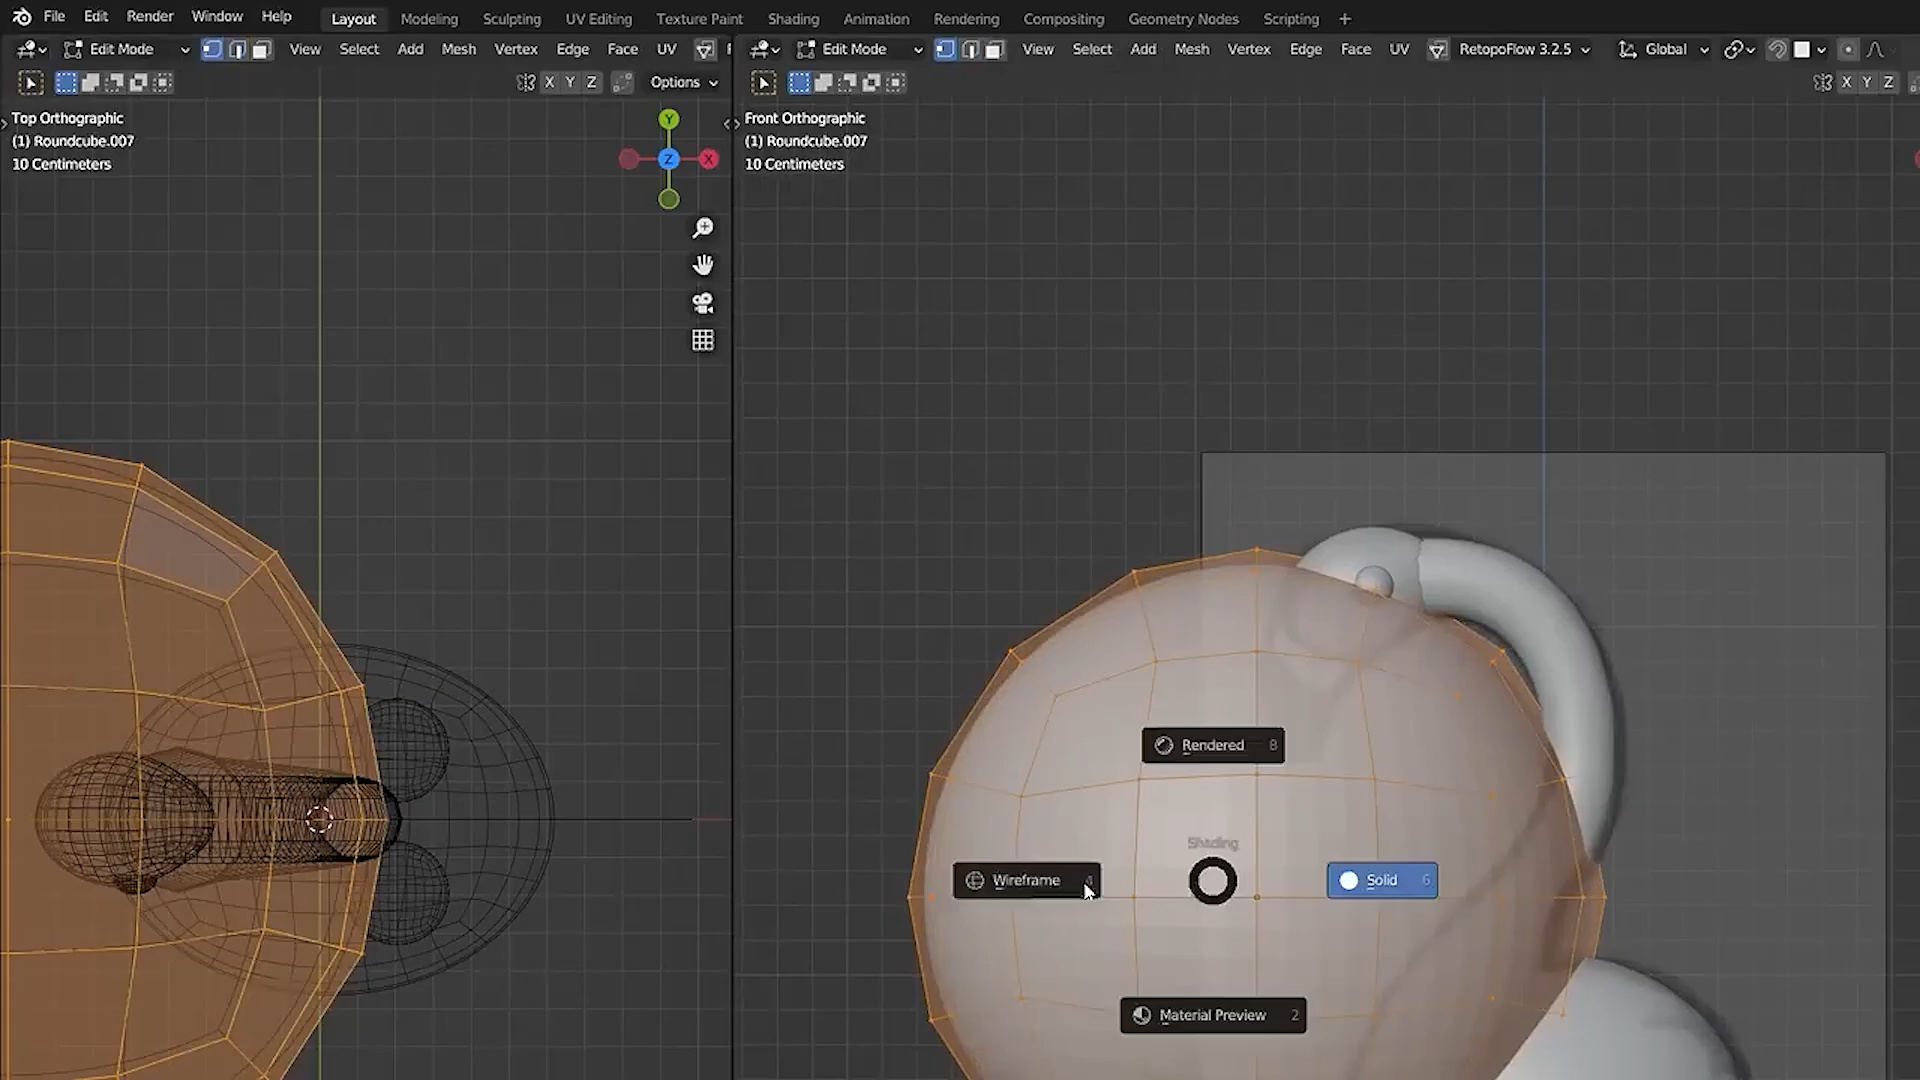 File Edit Render Window Help Layout Modeling Sculpting UV Editing Texture Paint Shading Animation Rendering Compositing Geometry Nodes Scripting +
Edit Mode View Select Add Mesh Vertex Edge Face UV
Edit Mode View Select Add Mesh Vertex Edge Face UV RetopoFlow 3.2.5 Global
X Y Z Options
X Y Z
Top Orthographic
(1) Roundcube.007
10 Centimeters
Y
Z
X
Front Orthographic
(1) Roundcube.007
10 Centimeters
Rendered 8
Shading
Wireframe 4
Solid 6
Material Preview 2